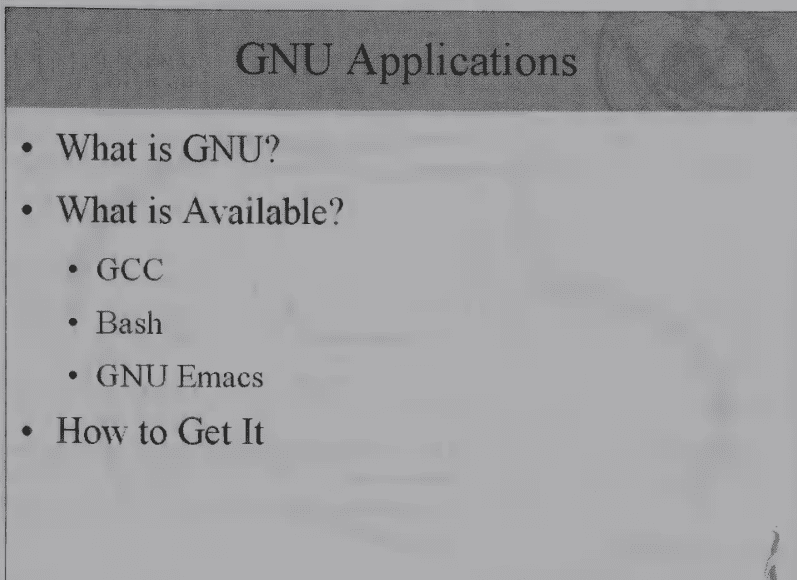 GNU Applications
• What is GNU?
• What is Available?
• GCC
• Bash
• GNU Emacs
• How to Get It